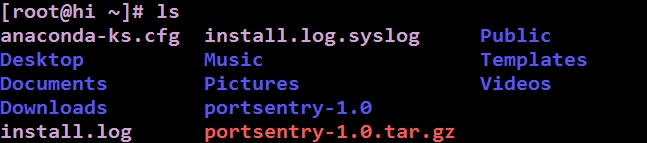 [root@hi ~]# ls
anaconda-ks.cfg  install.log.syslog  Public
Desktop  Music  Templates
Documents  Pictures  Videos
Downloads  portsentry-1.0
install.log  portsentry-1.0.tar.gz